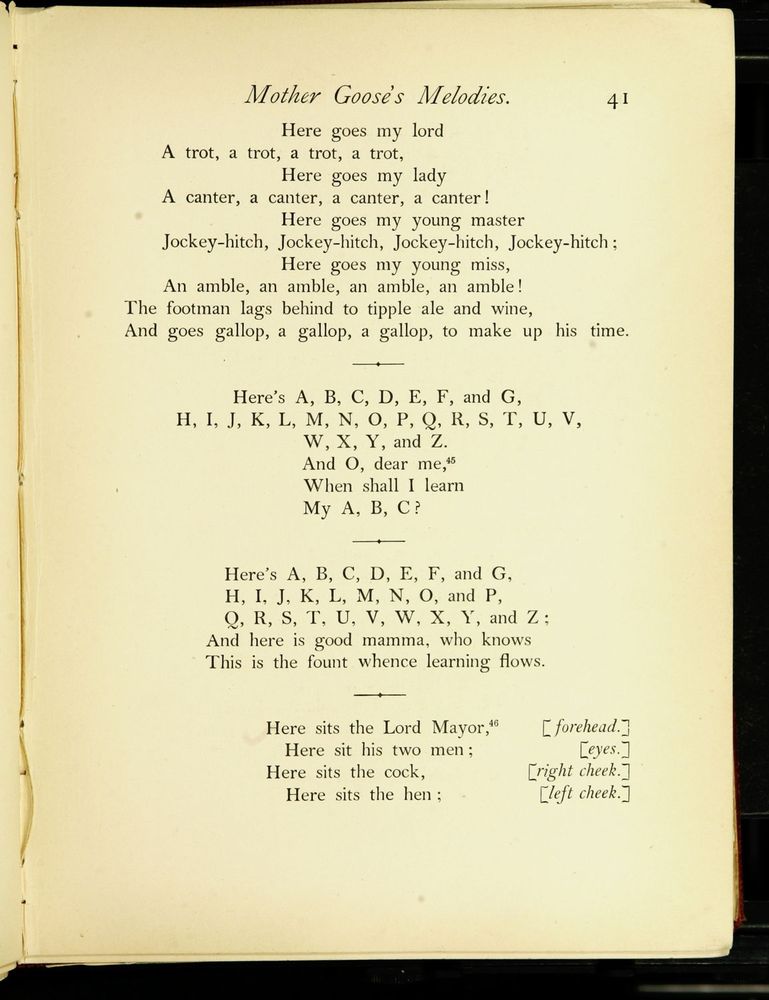 Mother Goose's Melodies. 41
Here goes my lord
A trot, a trot, a trot, a trot,
Here goes my lady
A canter, a canter, a canter, a canter!
Here goes my young master
Jockey-hitch, Jockey-hitch, Jockey-hitch, Jockey-hitch;
Here goes my young miss,
An amble, an amble, an amble, an amble!
The footman lags behind to tipple ale and wine,
And goes gallop, a gallop, a gallop, to make up his time.
Here's A, B, C, D, E, F, and G,
H, I, J, K, L, M, N, O, P, Q, R, S, T, U, V,
W, X, Y, and Z.
And O, dear me,⁴⁵
When shall I learn
My A, B, C?
Here's A, B, C, D, E, F, and G,
H, I, J, K, L, M, N, O, and P,
Q, R, S, T, U, V, W, X, Y, and Z;
And here is good mamma, who knows
This is the fount whence learning flows.
Here sits the Lord Mayor,⁴⁶ [forehead.]
Here sit his two men; [eyes.]
Here sits the cock, [right cheek.]
Here sits the hen; [left cheek.]